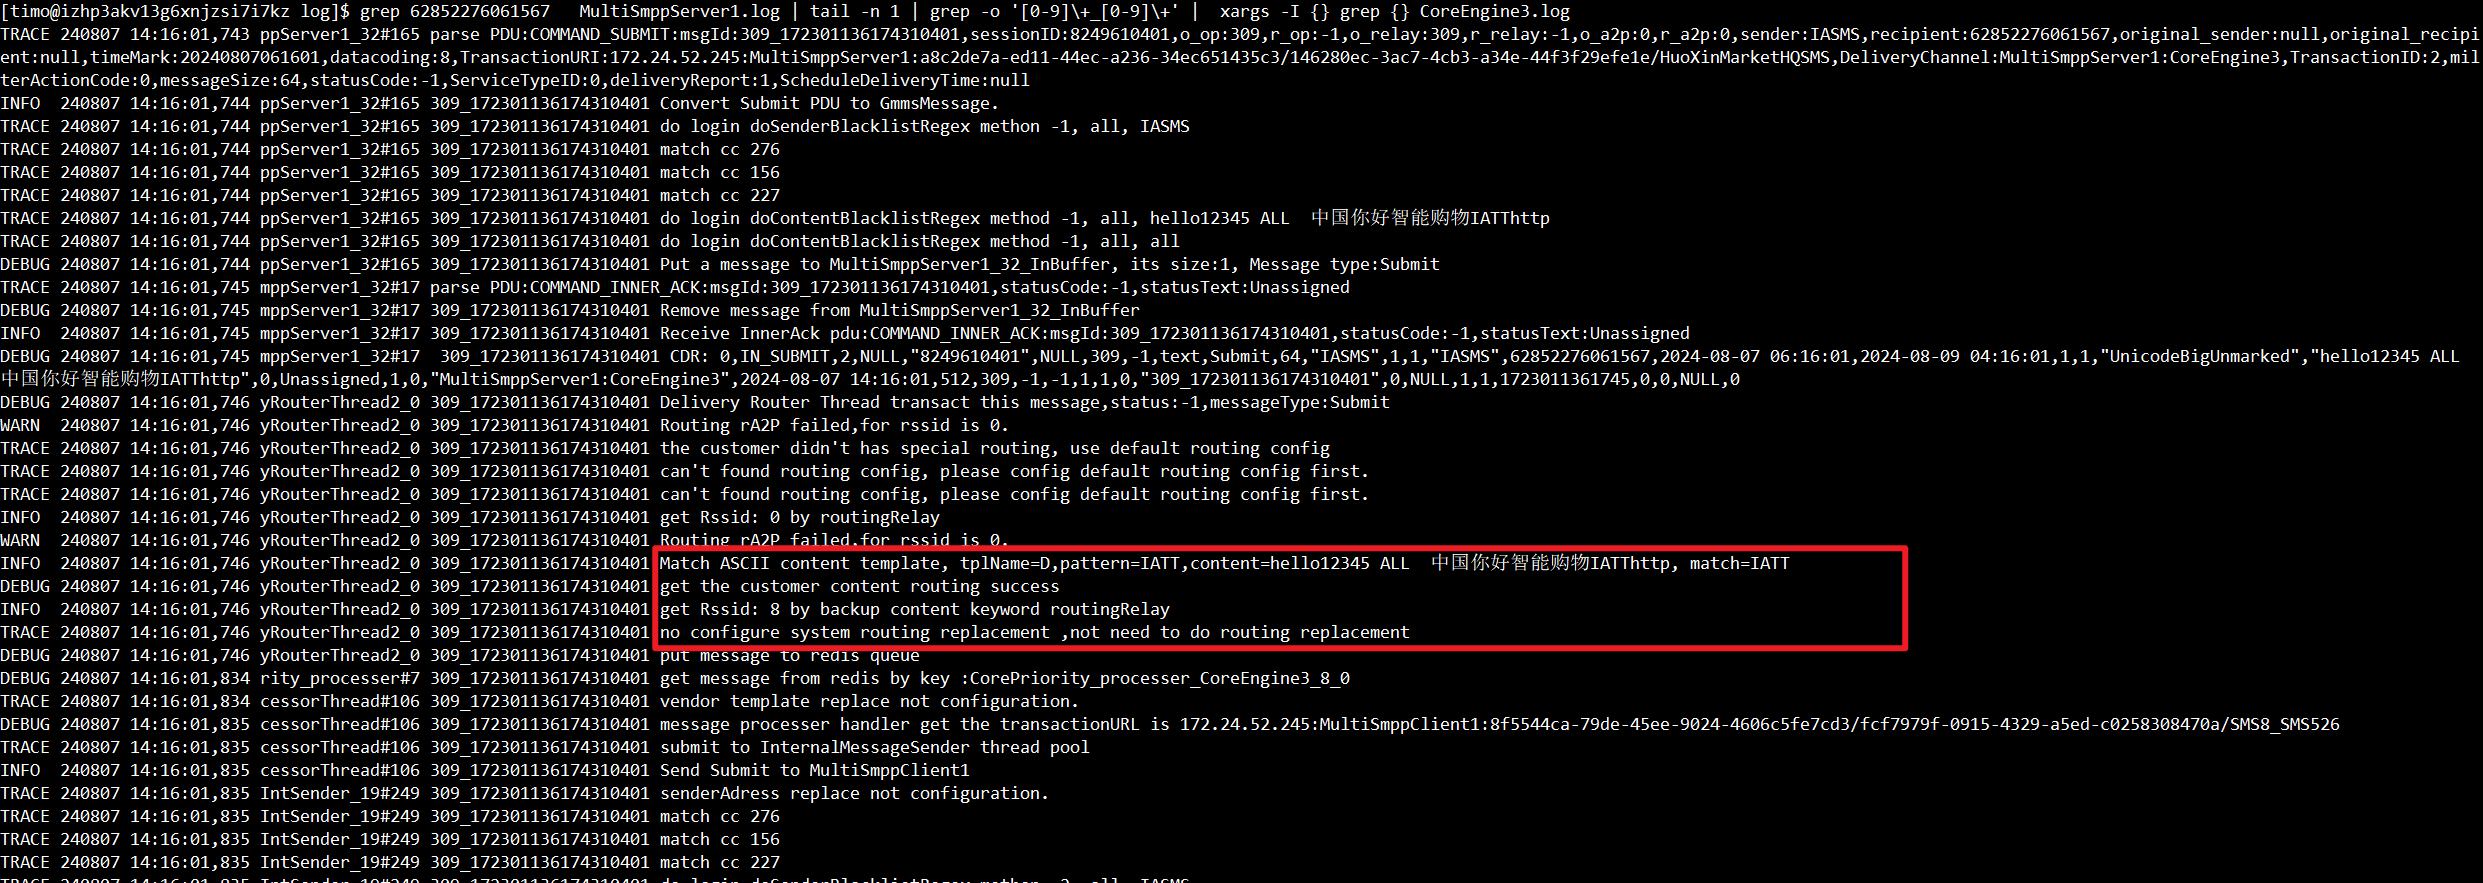 [timo@izhp3akv13g6xnjzsi7i7kz log]$ grep 62852276061567   MultiSmppServer1.log | tail -n 1 | grep -o '[0-9]\+_[0-9]\+' |  xargs -I {} grep {} CoreEngine3.log
TRACE 240807 14:16:01,743 ppServer1_32#165 parse PDU:COMMAND_SUBMIT:msgId:309_172301136174310401,sessionID:8249610401,o_op:309,r_op:-1,o_relay:309,r_relay:-1,o_a2p:0,r_a2p:0,sender:IASMS,recipient:62852276061567,original_sender:null,original_recipi
ent:null,timeMark:20240807061601,datacoding:8,TransactionURI:172.24.52.245:MultiSmppServer1:a8c2de7a-ed11-44ec-a236-34ec651435c3/146280ec-3ac7-4cb3-a34e-44f3f29efe1e/HuoXinMarketHQSMS,DeliveryChannel:MultiSmppServer1:CoreEngine3,TransactionID:2,mil
terActionCode:0,messageSize:64,statusCode:-1,ServiceTypeID:0,deliveryReport:1,ScheduleDeliveryTime:null
INFO  240807 14:16:01,744 ppServer1_32#165 309_172301136174310401 Convert Submit PDU to GmmsMessage.
TRACE 240807 14:16:01,744 ppServer1_32#165 309_172301136174310401 do login doSenderBlacklistRegex methon -1, all, IASMS
TRACE 240807 14:16:01,744 ppServer1_32#165 309_172301136174310401 match cc 276
TRACE 240807 14:16:01,744 ppServer1_32#165 309_172301136174310401 match cc 156
TRACE 240807 14:16:01,744 ppServer1_32#165 309_172301136174310401 match cc 227
TRACE 240807 14:16:01,744 ppServer1_32#165 309_172301136174310401 do login doContentBlacklistRegex method -1, all, hello12345 ALL  中国你好智能购物IATThttp
TRACE 240807 14:16:01,744 ppServer1_32#165 309_172301136174310401 do login doContentBlacklistRegex method -1, all, all
DEBUG 240807 14:16:01,744 ppServer1_32#165 309_172301136174310401 Put a message to MultiSmppServer1_32_InBuffer, its size:1, Message type:Submit
TRACE 240807 14:16:01,745 mppServer1_32#17 parse PDU:COMMAND_INNER_ACK:msgId:309_172301136174310401,statusCode:-1,statusText:Unassigned
DEBUG 240807 14:16:01,745 mppServer1_32#17 309_172301136174310401 Remove message from MultiSmppServer1_32_InBuffer
INFO  240807 14:16:01,745 mppServer1_32#17 309_172301136174310401 Receive InnerAck pdu:COMMAND_INNER_ACK:msgId:309_172301136174310401,statusCode:-1,statusText:Unassigned
DEBUG 240807 14:16:01,745 mppServer1_32#17  309_172301136174310401 CDR: 0,IN_SUBMIT,2,NULL,"8249610401",NULL,309,-1,text,Submit,64,"IASMS",1,1,"IASMS",62852276061567,2024-08-07 06:16:01,2024-08-09 04:16:01,1,1,"UnicodeBigUnmarked","hello12345 ALL
中国你好智能购物IATThttp",0,Unassigned,1,0,"MultiSmppServer1:CoreEngine3",2024-08-07 14:16:01,512,309,-1,-1,1,1,0,"309_172301136174310401",0,NULL,1,1,1723011361745,0,0,NULL,0
DEBUG 240807 14:16:01,746 yRouterThread2_0 309_172301136174310401 Delivery Router Thread transact this message,status:-1,messageType:Submit
WARN  240807 14:16:01,746 yRouterThread2_0 309_172301136174310401 Routing rA2P failed,for rssid is 0.
TRACE 240807 14:16:01,746 yRouterThread2_0 309_172301136174310401 the customer didn't has special routing, use default routing config
TRACE 240807 14:16:01,746 yRouterThread2_0 309_172301136174310401 can't found routing config, please config default routing config first.
TRACE 240807 14:16:01,746 yRouterThread2_0 309_172301136174310401 can't found routing config, please config default routing config first.
INFO  240807 14:16:01,746 yRouterThread2_0 309_172301136174310401 get Rssid: 0 by routingRelay
WARN  240807 14:16:01,746 yRouterThread2_0 309_172301136174310401 Routing rA2P failed,for rssid is 0.
INFO  240807 14:16:01,746 yRouterThread2_0 309_172301136174310401 Match ASCII content template, tplName=D,pattern=IATT,content=hello12345 ALL  中国你好智能购物IATThttp, match=IATT
DEBUG 240807 14:16:01,746 yRouterThread2_0 309_172301136174310401 get the customer content routing success
INFO  240807 14:16:01,746 yRouterThread2_0 309_172301136174310401 get Rssid: 8 by backup content keyword routingRelay
TRACE 240807 14:16:01,746 yRouterThread2_0 309_172301136174310401 no configure system routing replacement ,not need to do routing replacement
DEBUG 240807 14:16:01,746 yRouterThread2_0 309_172301136174310401 put message to redis queue
DEBUG 240807 14:16:01,834 rity_processer#7 309_172301136174310401 get message from redis by key :CorePriority_processer_CoreEngine3_8_0
TRACE 240807 14:16:01,834 cessorThread#106 309_172301136174310401 vendor template replace not configuration.
DEBUG 240807 14:16:01,835 cessorThread#106 309_172301136174310401 message processer handler get the transactionURL is 172.24.52.245:MultiSmppClient1:8f5544ca-79de-45ee-9024-4606c5fe7cd3/fcf7979f-0915-4329-a5ed-c0258308470a/SMS8_SMS526
TRACE 240807 14:16:01,835 cessorThread#106 309_172301136174310401 submit to InternalMessageSender thread pool
INFO  240807 14:16:01,835 cessorThread#106 309_172301136174310401 Send Submit to MultiSmppClient1
TRACE 240807 14:16:01,835 IntSender_19#249 309_172301136174310401 senderAdress replace not configuration.
TRACE 240807 14:16:01,835 IntSender_19#249 309_172301136174310401 match cc 276
TRACE 240807 14:16:01,835 IntSender_19#249 309_172301136174310401 match cc 156
TRACE 240807 14:16:01,835 IntSender_19#249 309_172301136174310401 match cc 227